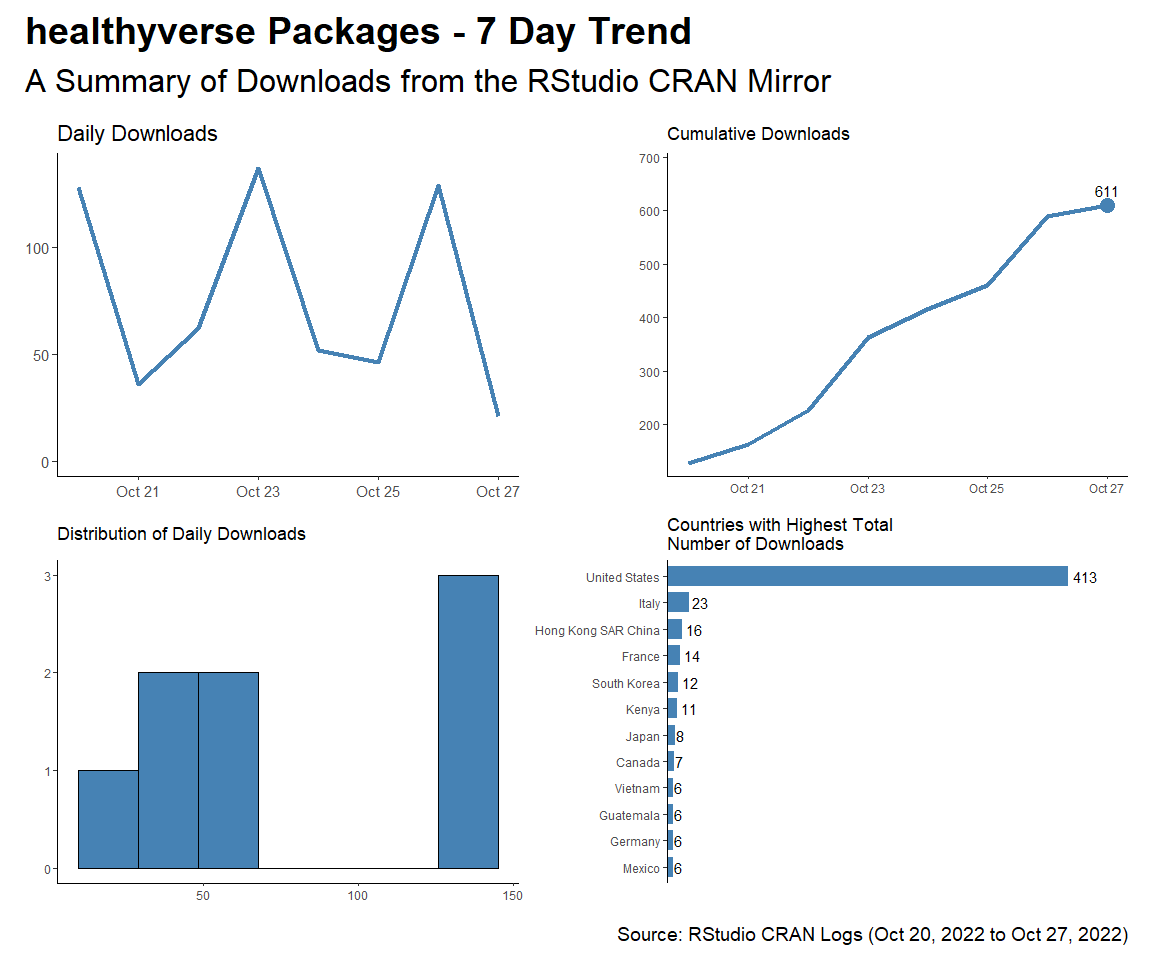 healthyverse Packages - 7 Day Trend
A Summary of Downloads from the RStudio CRAN Mirror
Daily Downloads
100
50
0
Oct 21
Oct 23
Oct 25
Oct 27
Cumulative Downloads
700
600
500
400
300
200
611
Oct 21
Oct 23
Oct 25
Oct 27
Distribution of Daily Downloads
3
2
1
0
50
100
150
Countries with Highest Total
Number of Downloads
United States 413
Italy 23
Hong Kong SAR China 16
France 14
South Korea 12
Kenya 11
Japan 8
Canada 7
Vietnam 6
Guatemala 6
Germany 6
Mexico 6
Source: RStudio CRAN Logs (Oct 20, 2022 to Oct 27, 2022)